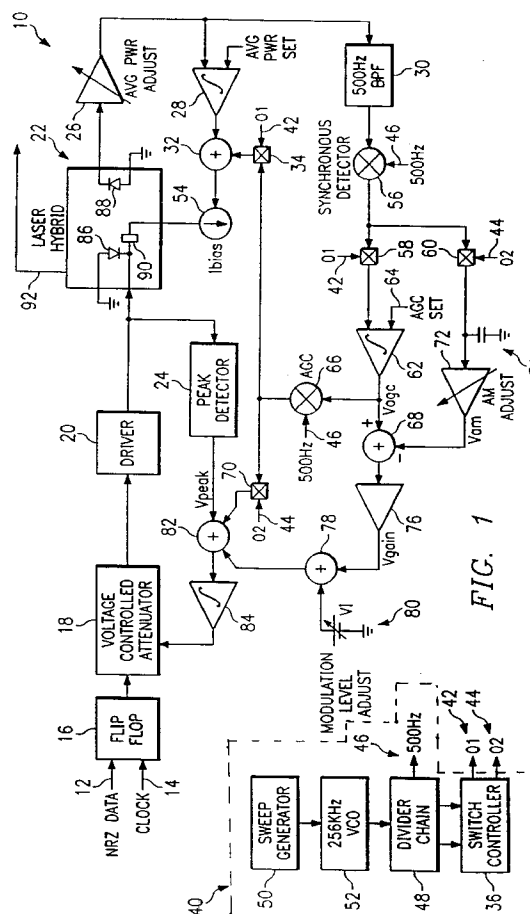 10
AVG PWR
ADJUST
26
AVG PWR
SET
28
500Hz
BPF
30
22
32
01
42
34
SYNCHRONOUS
DETECTOR
46
500Hz
56
LASER
HYBRID
88
86
90
92
54
Ibias
01
42
58
60
44
02
64
AGC
SET
62
72
AM
ADJUST
24
PEAK
DETECTOR
66
AGC
46
500Hz
Vogc
68
+
-
Vam
20
DRIVER
Vpeak
70
02
44
82
78
76
Vgain
84
18
VOLTAGE
CONTROLLED
ATTENUATOR
VI
80
MODULATION
LEVEL
ADJUST
FIG. 1
16
FLIP
FLOP
12
NRZ DATA
CLOCK
14
40
SWEEP
GENERATOR
50
256KHz
VCO
52
46
500Hz
DIVIDER
CHAIN
48
42
44
01
02
SWITCH
CONTROLLER
36